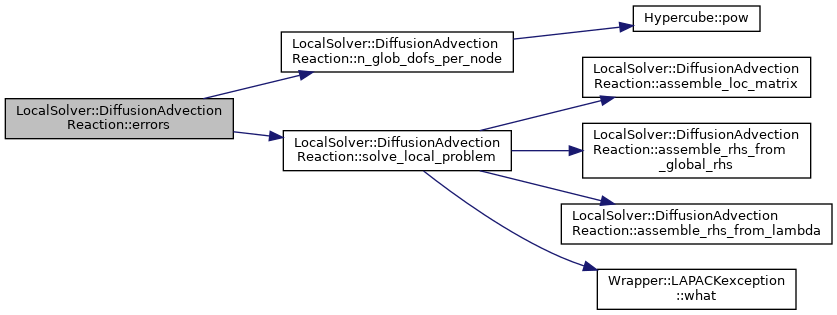 LocalSolver::DiffusionAdvection
Reaction::errors
LocalSolver::DiffusionAdvection
Reaction::n_glob_dofs_per_node
Hypercube::pow
LocalSolver::DiffusionAdvection
Reaction::solve_local_problem
LocalSolver::DiffusionAdvection
Reaction::assemble_loc_matrix
LocalSolver::DiffusionAdvection
Reaction::assemble_rhs_from
_global_rhs
LocalSolver::DiffusionAdvection
Reaction::assemble_rhs_from_lambda
Wrapper::LAPACKexception
::what